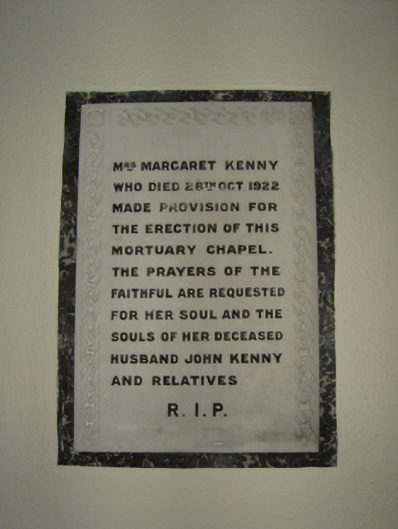 Mrs MARGARET KENNY
WHO DIED 28TH OCT 1922
MADE PROVISION FOR
THE ERECTION OF THIS
MORTUARY CHAPEL.
THE PRAYERS OF THE
FAITHFUL ARE REQUESTED
FOR HER SOUL AND THE
SOULS OF HER DECEASED
HUSBAND JOHN KENNY
AND RELATIVES
R.I.P.